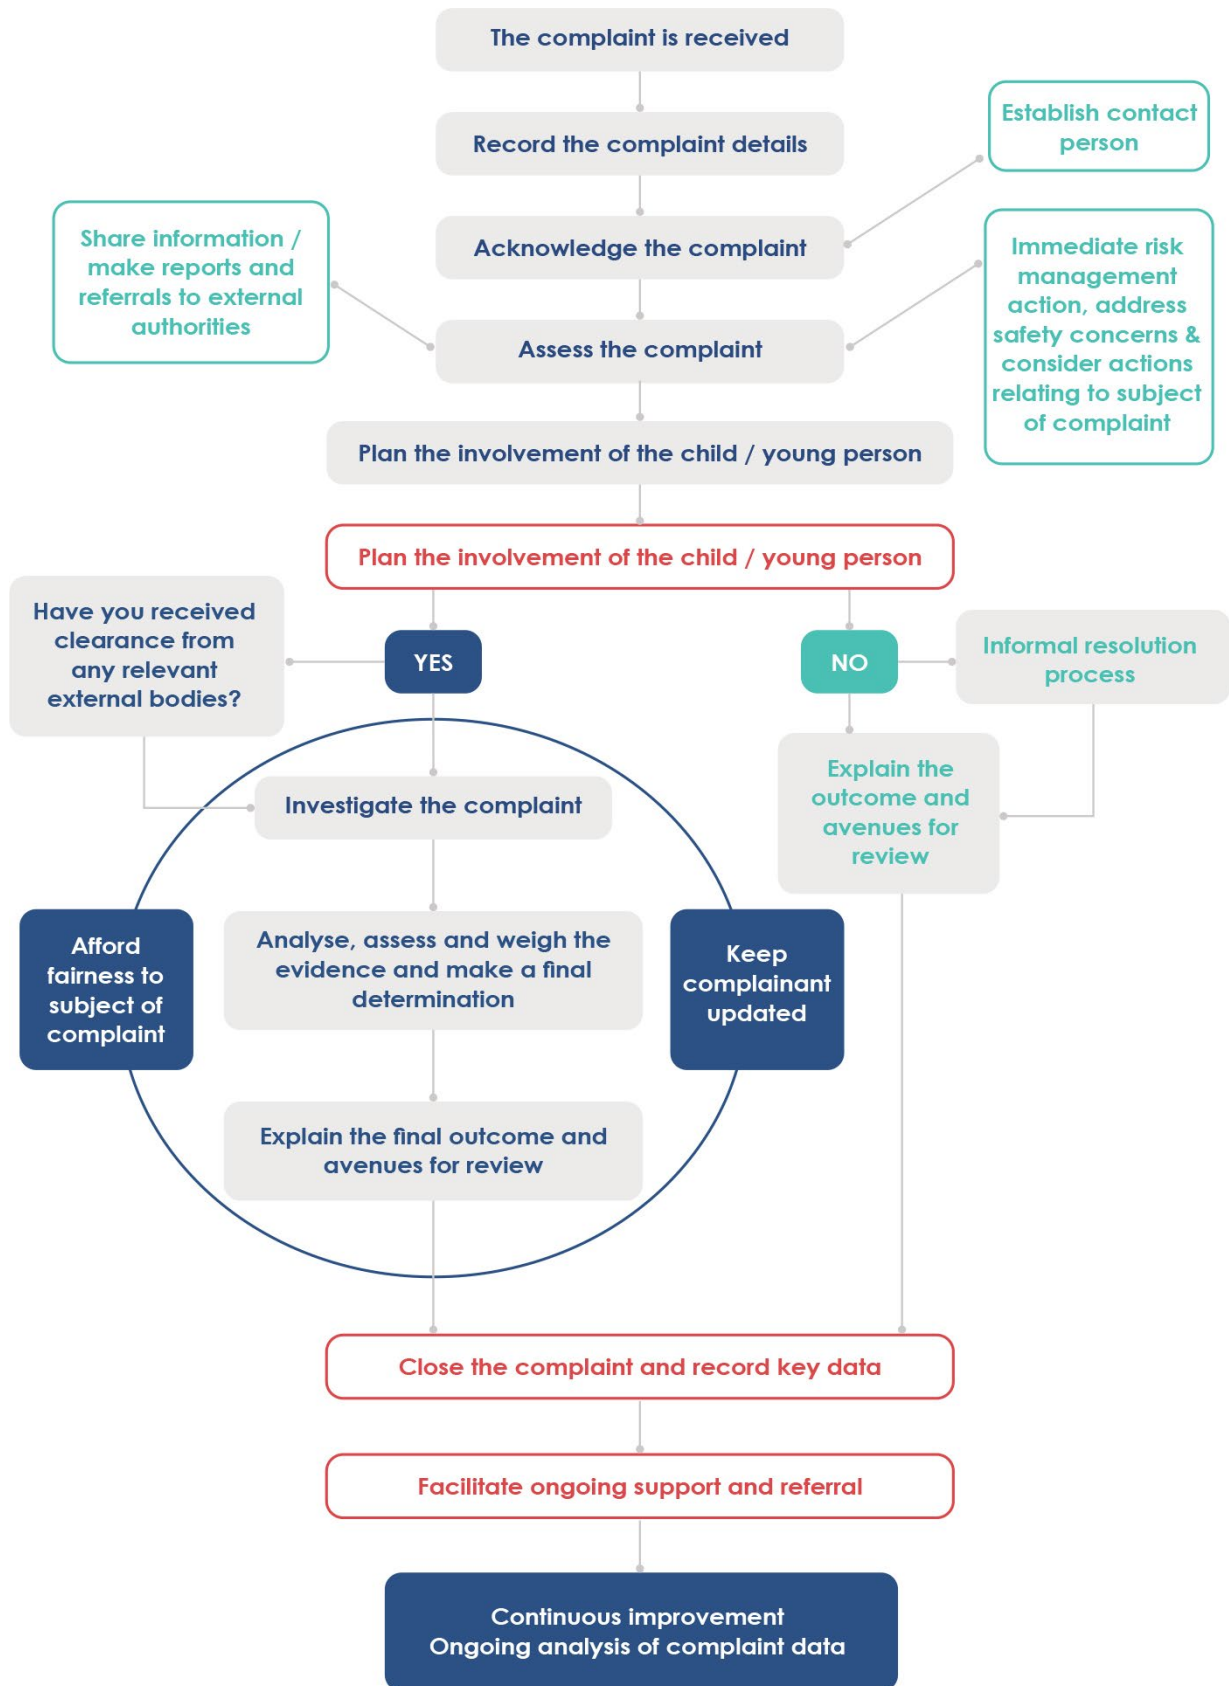 The complaint is received
Record the complaint details
Establish contact
person
Acknowledge the complaint
Share information /
make reports and
referrals to external
authorities
Immediate risk
management
action, address
safety concerns &
consider actions
relating to subject
of complaint
Assess the complaint
Plan the involvement of the child / young person
Plan the involvement of the child / young person
Have you received
clearance from
any relevant
external bodies?
YES
NO
Informal resolution
process
Explain the
outcome and
avenues for
review
Investigate the complaint
Afford
fairness to
subject of
complaint
Analyse, assess and weigh the
evidence and make a final
determination
Keep
complainant
updated
Explain the final outcome and
avenues for review
Close the complaint and record key data
Facilitate ongoing support and referral
Continuous improvement
Ongoing analysis of complaint data